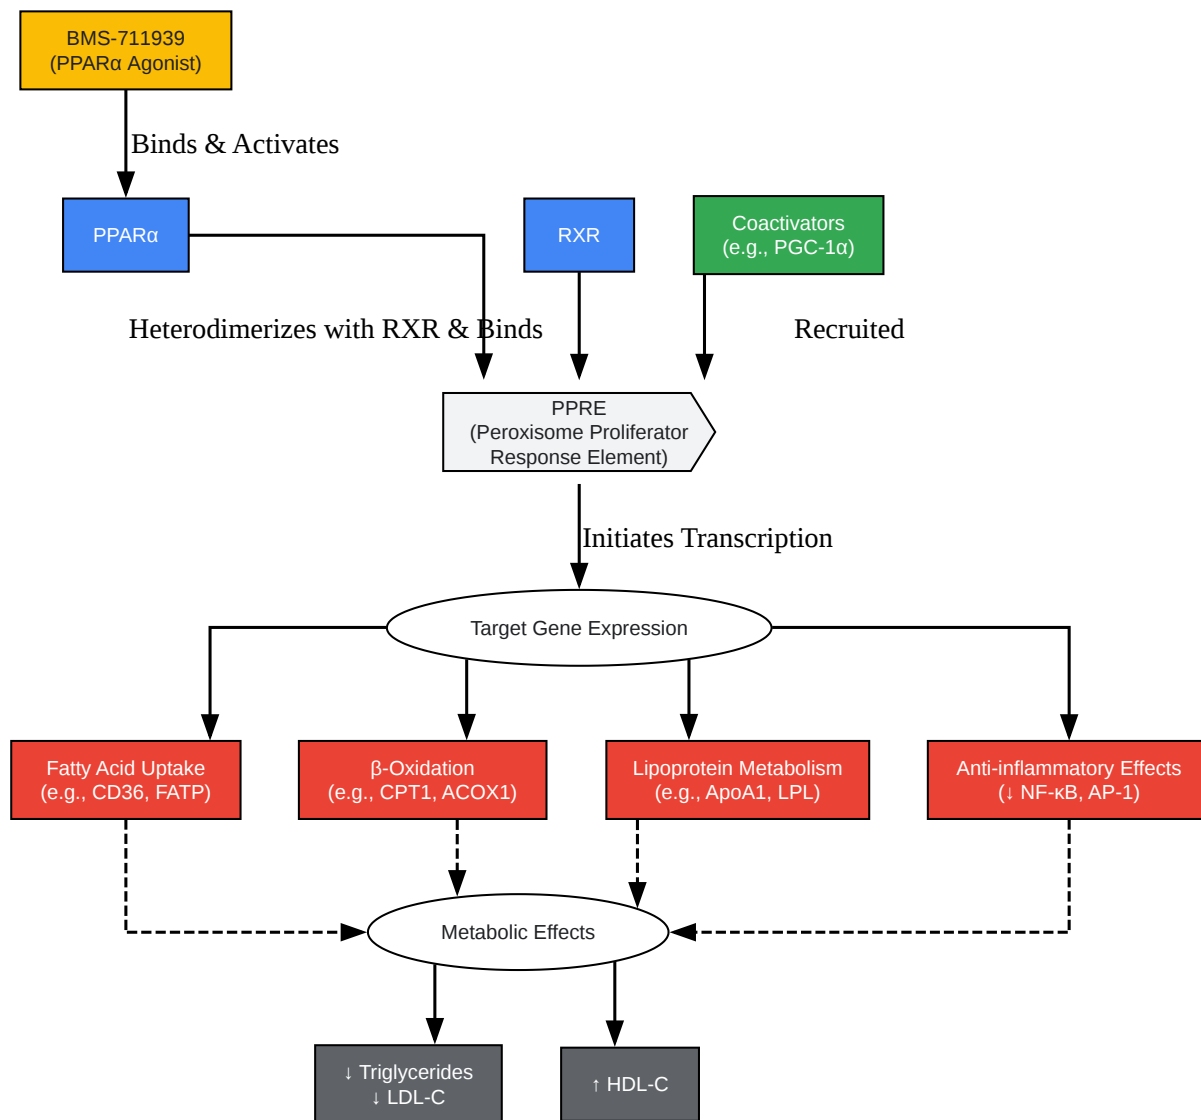 BMS-711939
(PPARα Agonist)
Binds & Activates
PPARα
RXR
Coactivators
(e.g., PGC-1α)
Heterodimerizes with RXR & Binds
Recruited
PPRE
(Peroxisome Proliferator
Response Element)
Initiates Transcription
Target Gene Expression
Fatty Acid Uptake
(e.g., CD36, FATP)
β-Oxidation
(e.g., CPT1, ACOX1)
Lipoprotein Metabolism
(e.g., ApoA1, LPL)
Anti-inflammatory Effects
(↓ NF-κB, AP-1)
Metabolic Effects
↓ Triglycerides
↓ LDL-C
↑ HDL-C